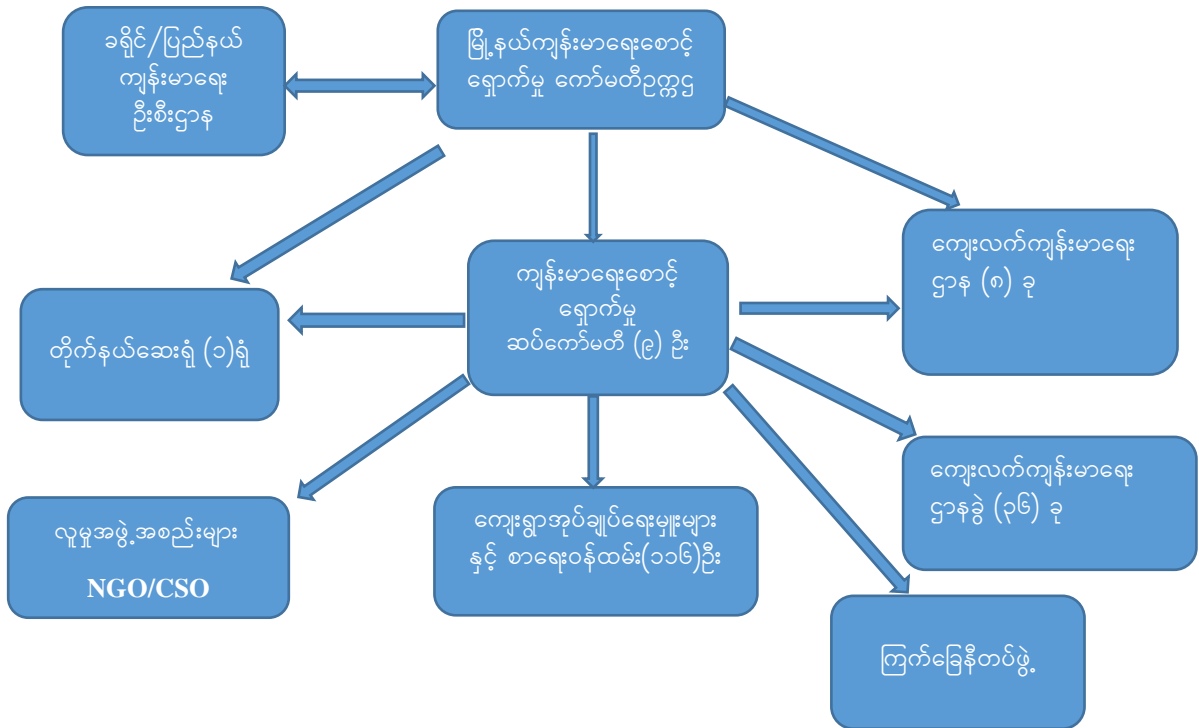 ခရိုင်/ပြည်နယ်
ကျန်းမာရေး
ဦးစီးဌာန
မြို့နယ်ကျန်းမာရေးစောင့်
ရှောက်မှု ကော်မတီဥက္ကဌ
ကျေးလက်ကျန်းမာရေး
ဌာန (၈) ခု
ကျန်းမာရေးစောင့်
ရှောက်မှု
ဆပ်ကော်မတီ (၉) ဦး
တိုက်နယ်ဆေးရုံ (၁)ရုံ
ကျေးလက်ကျန်းမာရေး
ဌာနခွဲ (၃၆) ခု
လူမှုအဖွဲ့အစည်းများ
NGO/CSO
ကျေးရွာအုပ်ချုပ်ရေးမှူးများ
နှင့် စာရေးဝန်ထမ်း(၁၁၆)ဦး
ကြက်ခြေနီတပ်ဖွဲ့